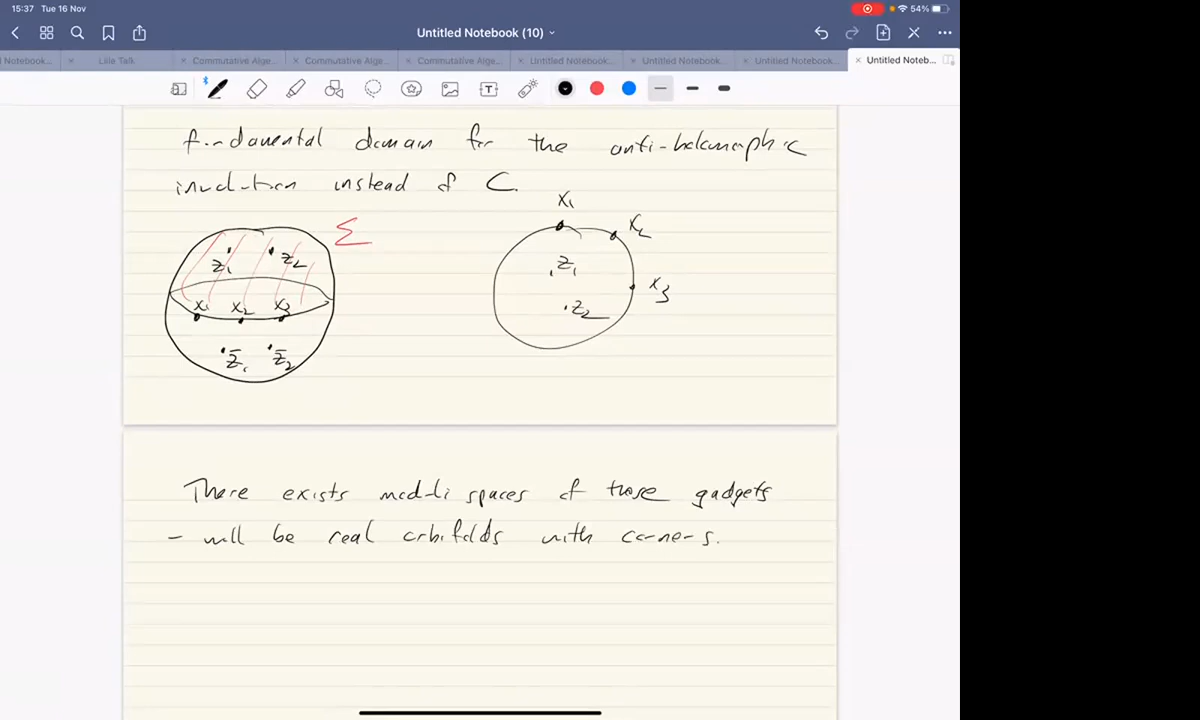 15:37 Tue 16 Nov
54%
Untitled Notebook (10)
Notebook...
Lille Talk
Commutative Alge...
Commutative Alge...
Commutative Alge...
Untitled Notebook...
Untitled Notebook...
Untitled Notebook...
Untitled Noteb...
fundamental domain for the anti-holomorphic
involution instead of C.
Σ
z₁ z₂
x₁ x₂ x₃
z̄₁ z̄₂
x₁
x₂
z₁
x₃
z₂
There exists moduli spaces of those gadgets
- will be real orbifolds with corners.